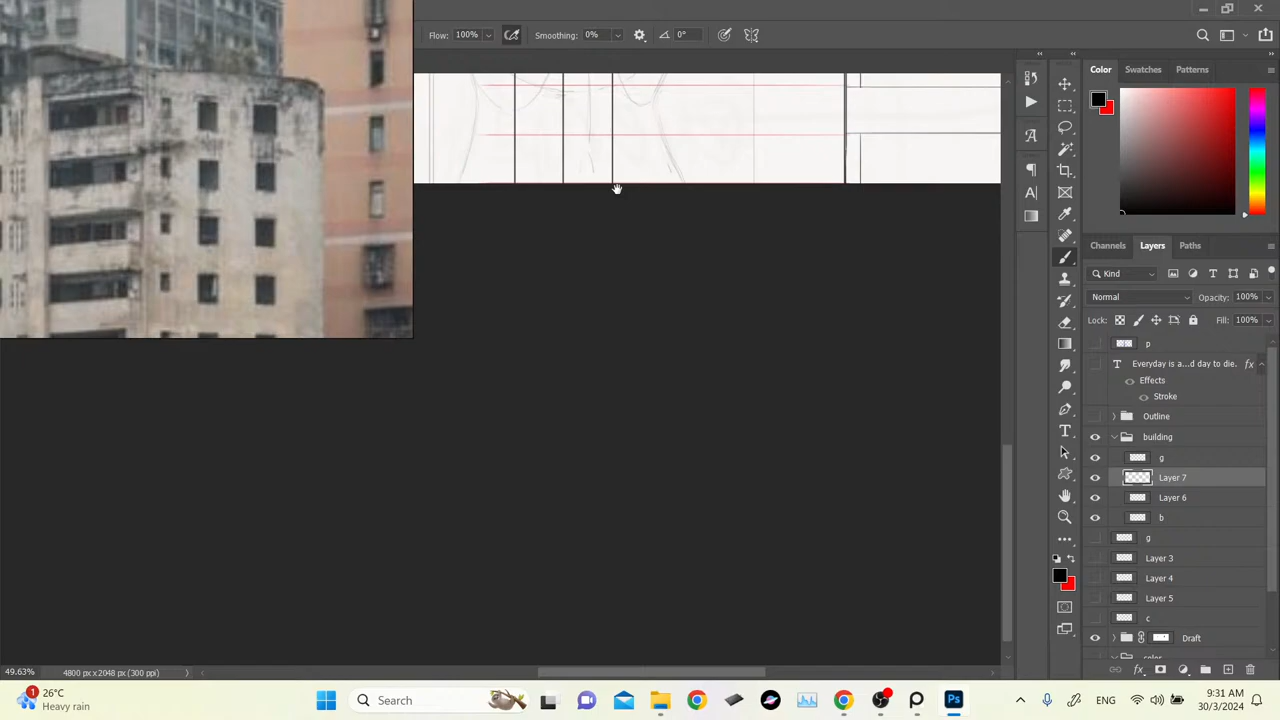 Flow: 100%
Smoothing: 0%
0°
Color
Swatches
Patterns
Channels
Layers
Paths
Kind
Normal
Opacity: 100%
Lock:
Fill: 100%
p
Everyday is a...d day to die.
fx
Effects
Stroke
Outline
building
g
Layer 7
Layer 6
b
g
Layer 3
Layer 4
Layer 5
c
Draft
color
49.63%
4800 px x 2048 px (300 ppi)
1
26°C
Heavy rain
Search
Ps
ENG
9:31 AM
30/3/2024